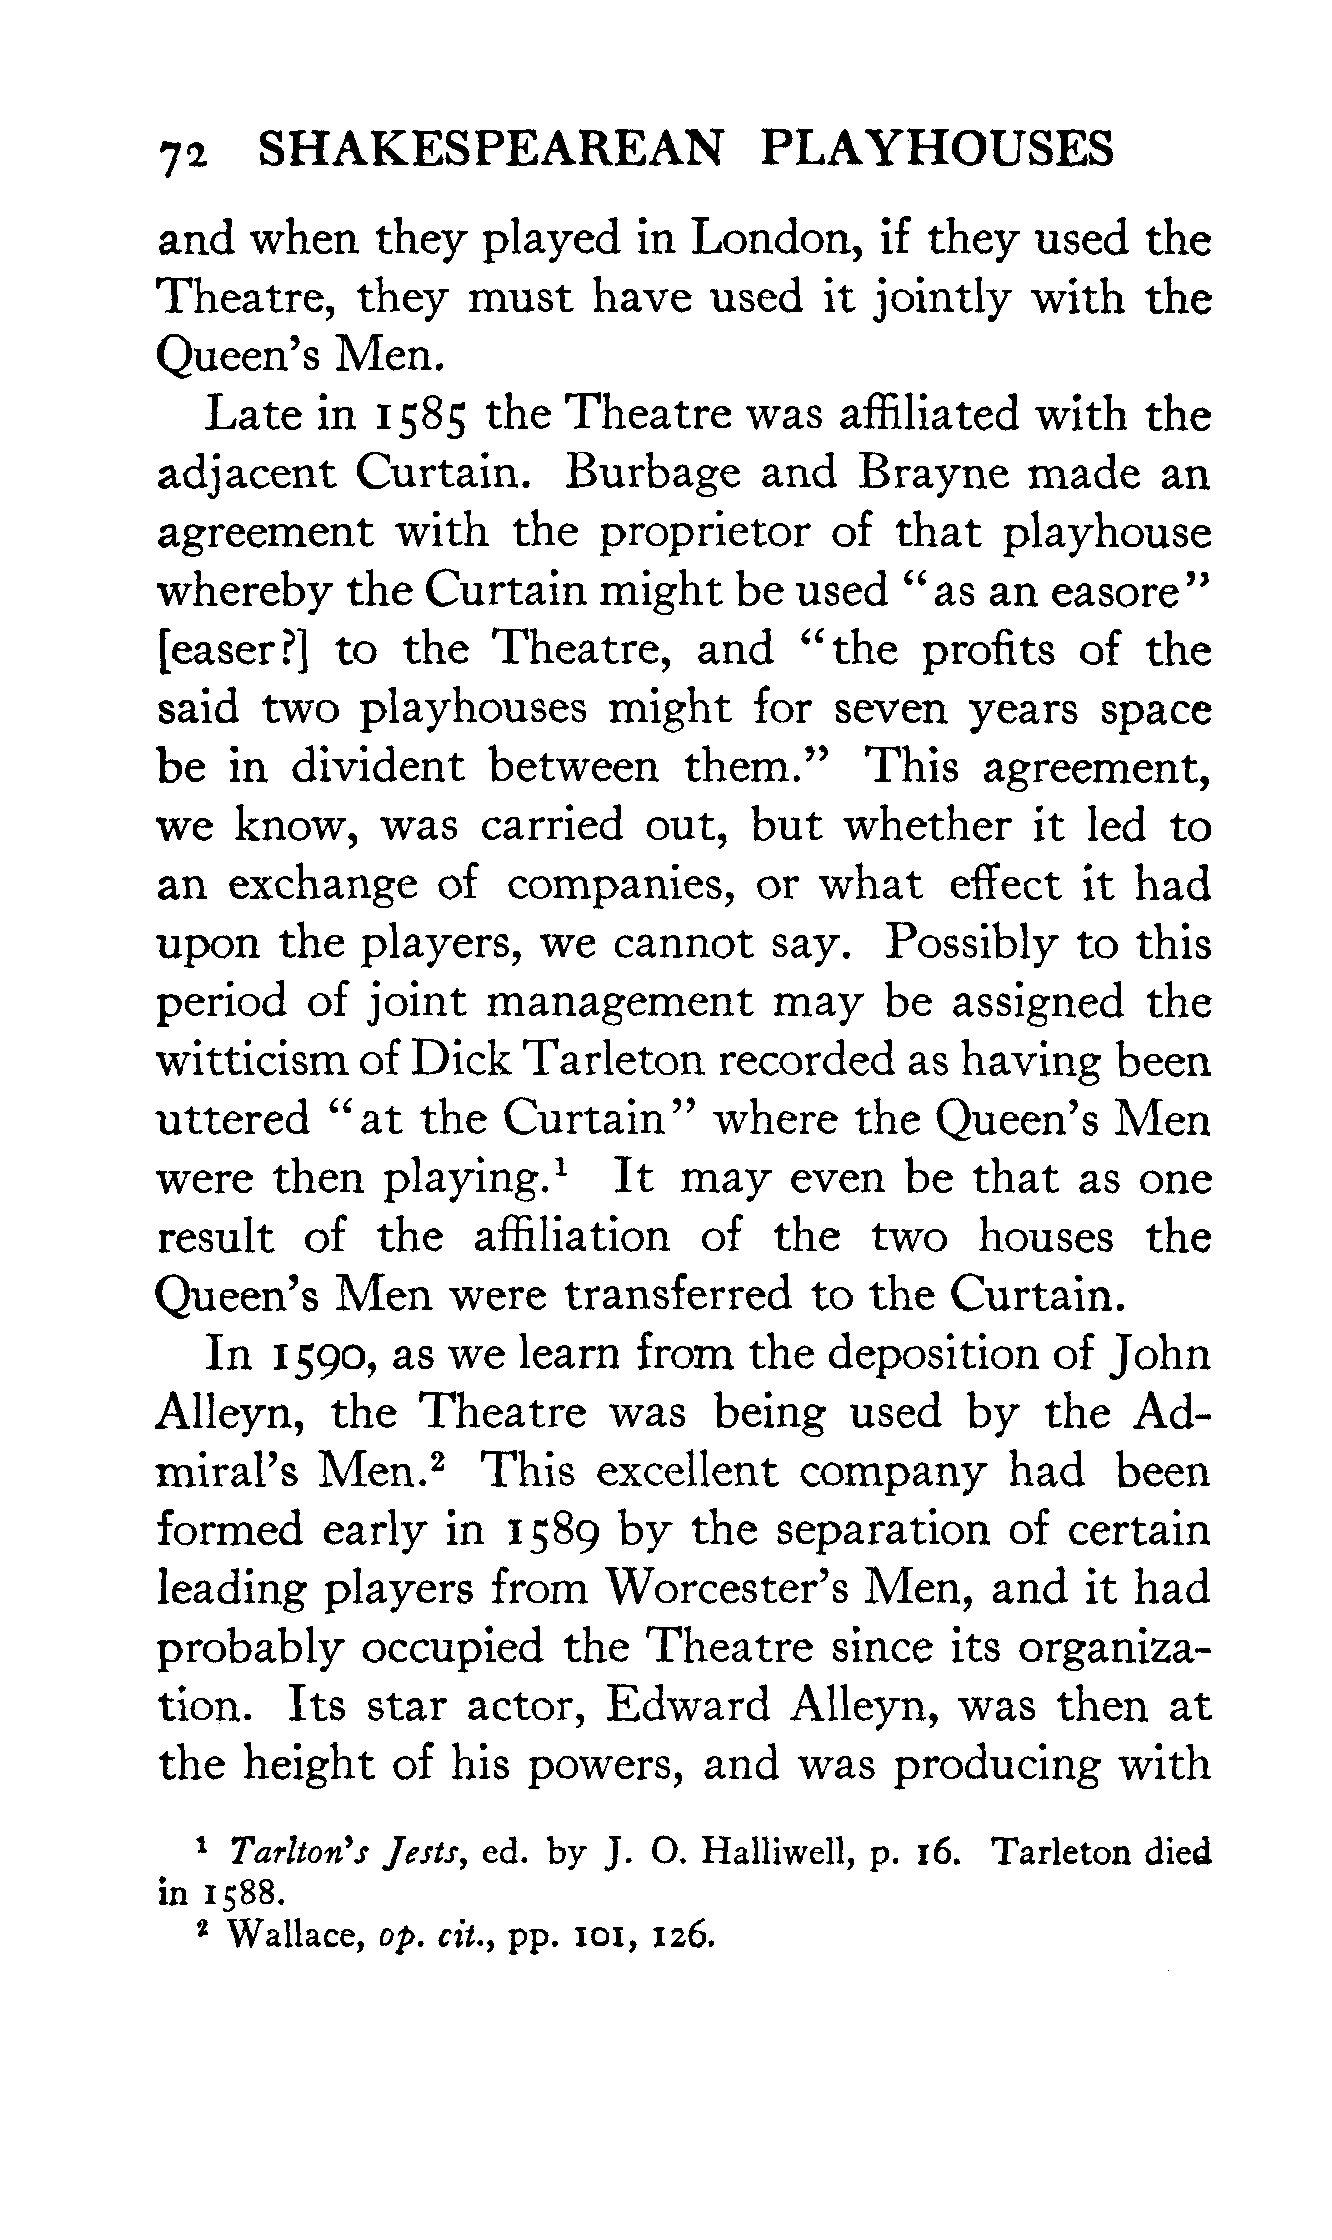 72 SHAKESPEAREAN PLAYHOUSES
and when they played in London, if they used the
Theatre, they must have used it jointly with the
Queen's Men.
Late in 1585 the Theatre was affiliated with the
adjacent Curtain. Burbage and Brayne made an
agreement with the proprietor of that playhouse
whereby the Curtain might be used "as an easore"
[easer?] to the Theatre, and "the profits of the
said two playhouses might for seven years space
be in divident between them." This agreement,
we know, was carried out, but whether it led to
an exchange of companies, or what effect it had
upon the players, we cannot say. Possibly to this
period of joint management may be assigned the
witticism of Dick Tarleton recorded as having been
uttered "at the Curtain" where the Queen's Men
were then playing.¹ It may even be that as one
result of the affiliation of the two houses the
Queen's Men were transferred to the Curtain.
In 1590, as we learn from the deposition of John
Alleyn, the Theatre was being used by the Ad-
miral's Men.² This excellent company had been
formed early in 1589 by the separation of certain
leading players from Worcester's Men, and it had
probably occupied the Theatre since its organiza-
tion. Its star actor, Edward Alleyn, was then at
the height of his powers, and was producing with
¹ Tarlton's Jests, ed. by J. O. Halliwell, p. 16. Tarleton died
in 1588.
² Wallace, op. cit., pp. 101, 126.